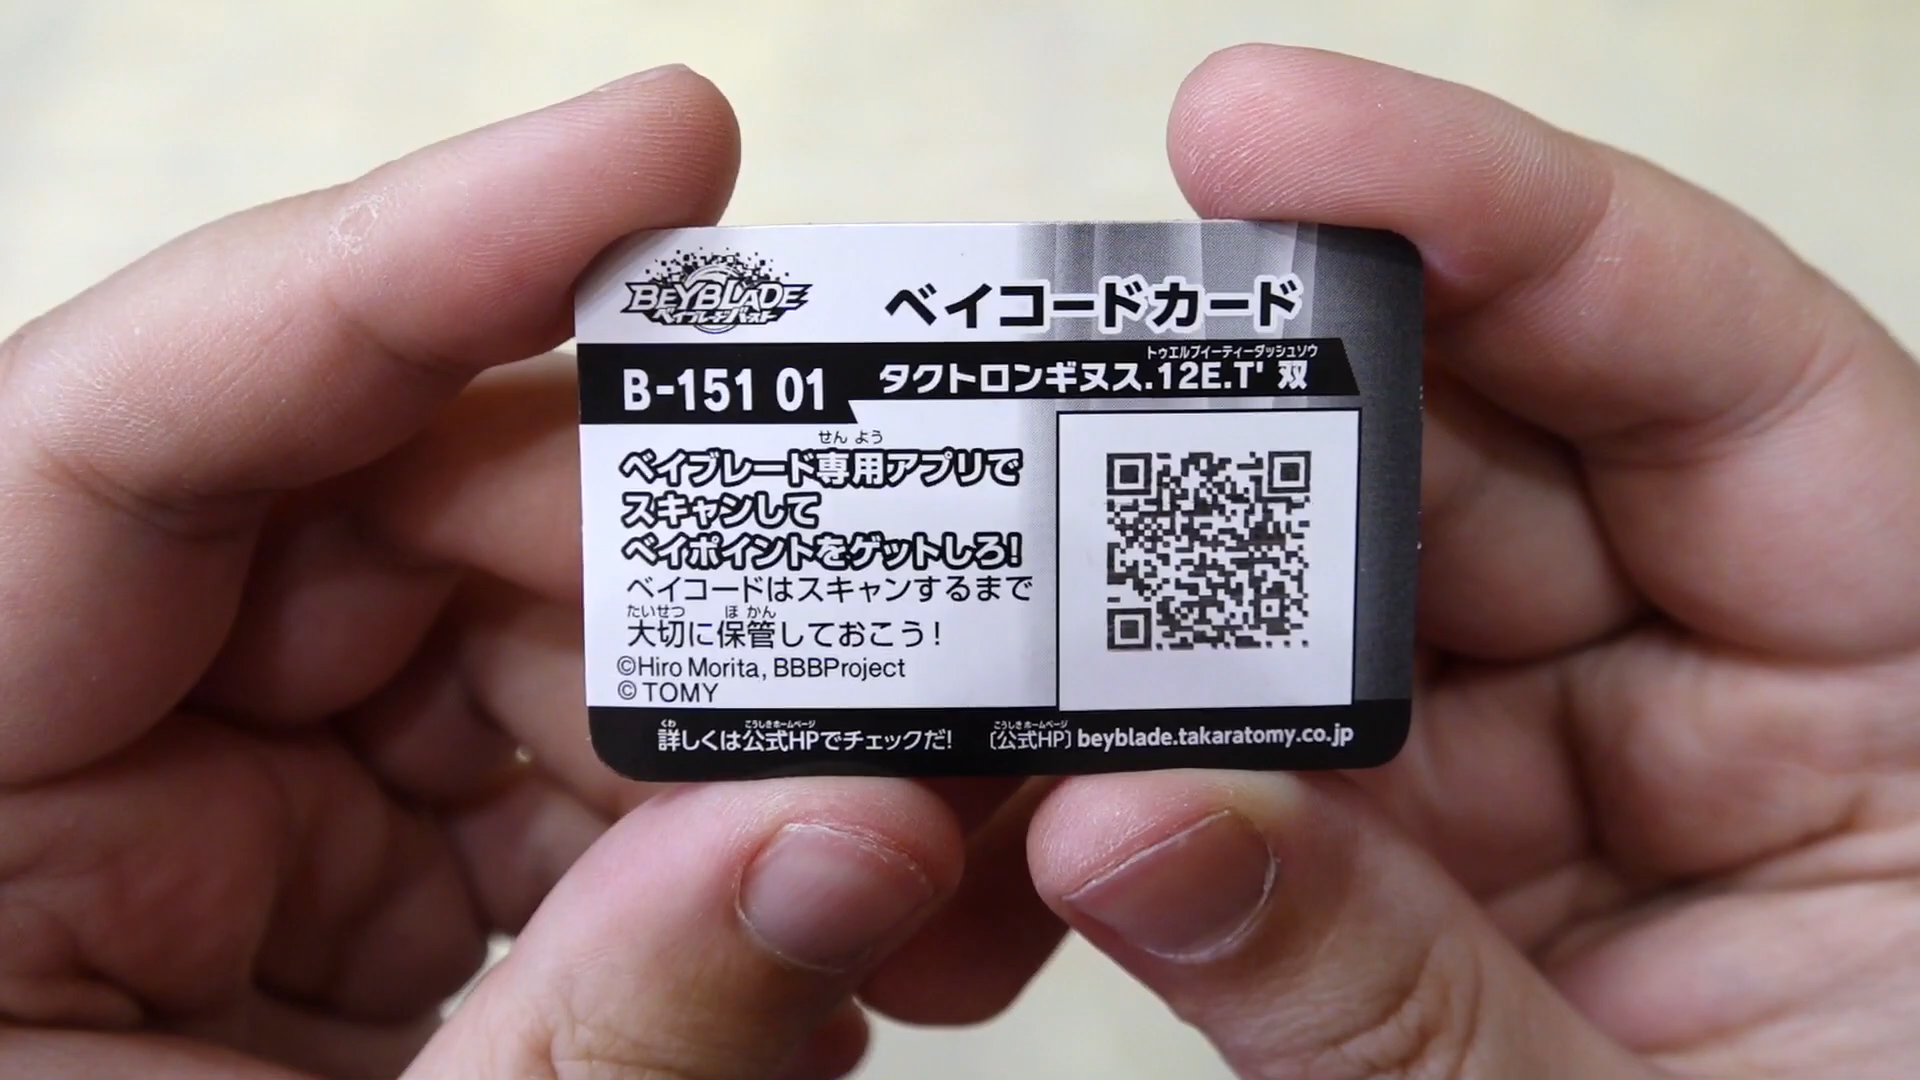 BEYBLADE
ベイブレードバースト
ベイコードカード
B-151 01
トゥエルブイーティーダッシュソウ
タクトロンギヌス.12E.T' 双
せん よう
ベイブレード専用アプリで
スキャンして
ベイポイントをゲットしろ!
ベイコードはスキャンするまで
たいせつ ほ かん
大切に保管しておこう!
©Hiro Morita, BBBProject
© TOMY
くわ こうしきホームページ こうしきホームページ
詳しくは公式HPでチェックだ! 〔公式HP〕beyblade.takaratomy.co.jp